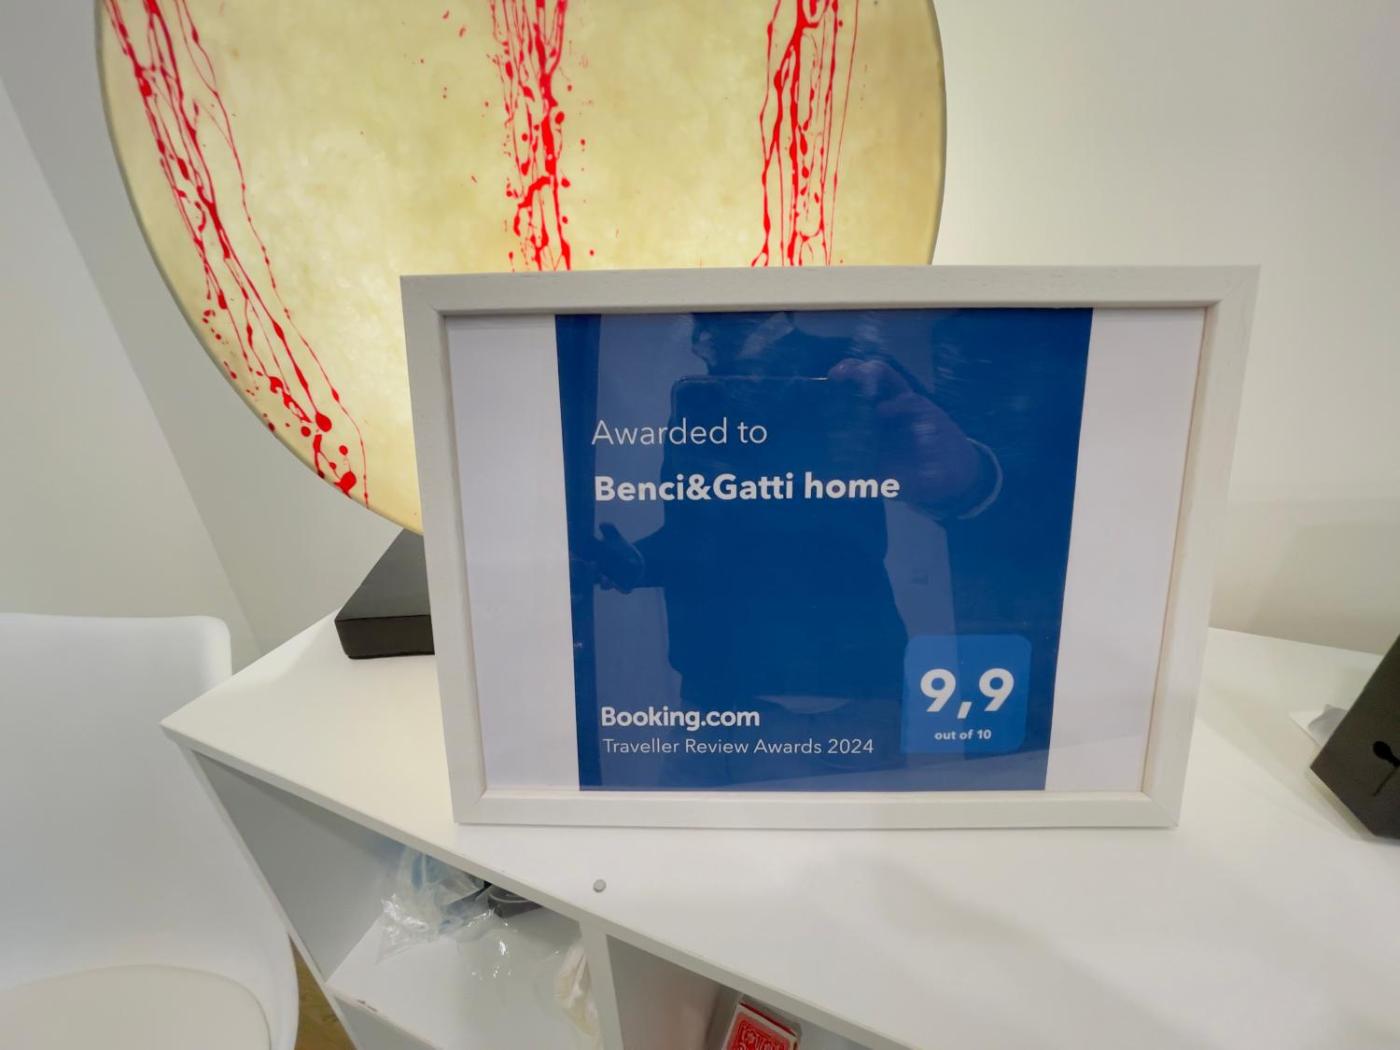 Awarded to
Benci&Gatti home
9,9
out of 10
Booking.com
Traveller Review Awards 2024